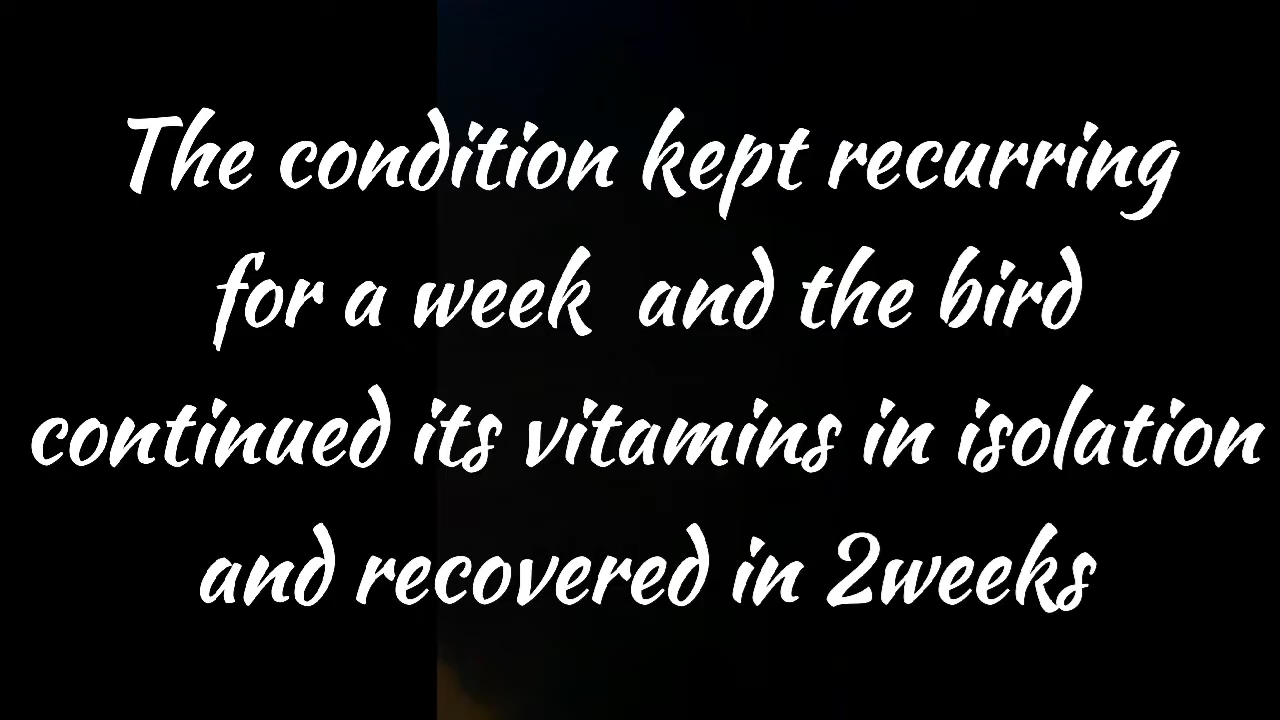 The condition kept recurring
for a week and the bird
continued its vitamins in isolation
and recovered in 2weeks